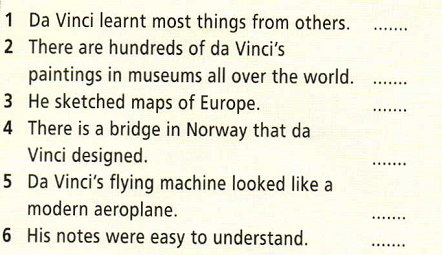 1 Da Vinci learnt most things from others. .......
2 There are hundreds of da Vinci's
paintings in museums all over the world. .......
3 He sketched maps of Europe. .......
4 There is a bridge in Norway that da
Vinci designed. .......
5 Da Vinci's flying machine looked like a
modern aeroplane. .......
6 His notes were easy to understand. .......